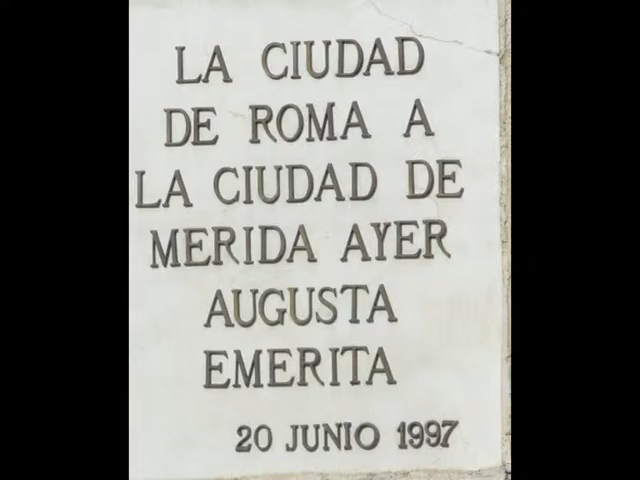 LA CIUDAD
DE ROMA A
LA CIUDAD DE
MERIDA AYER
AUGUSTA
EMERITA
20 JUNIO 1997